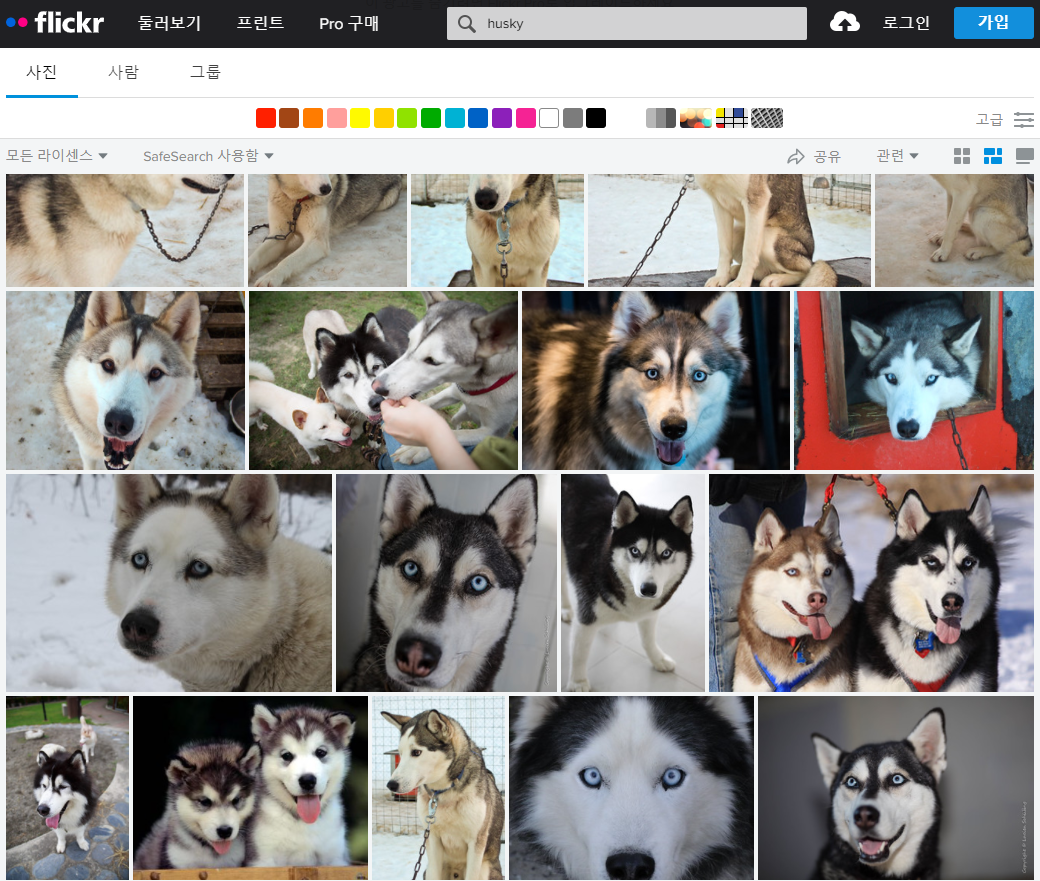 flickr 둘러보기 프린트 Pro 구매 husky 로그인 가입
사진 사람 그룹
고급
모든 라이센스 SafeSearch 사용함 공유 관련